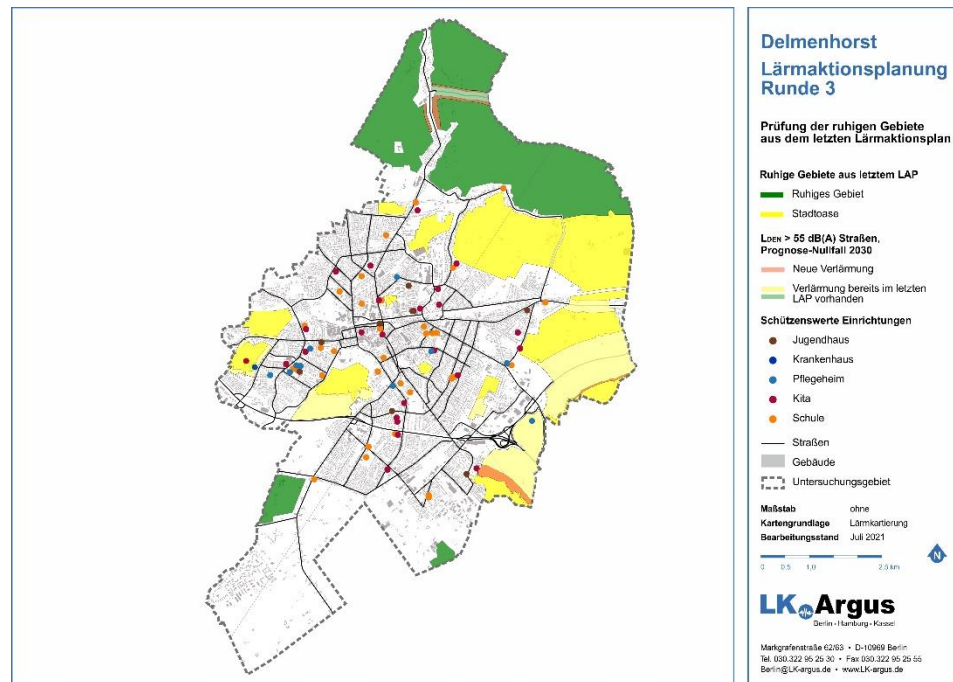 Delmenhorst
Lärmaktionsplanung
Runde 3
Prüfung der ruhigen Gebiete
aus dem letzten Lärmaktionsplan
Ruhige Gebiete aus letztem LAP
Ruhiges Gebiet
Stadtoase
LDEN > 55 dB(A) Straßen,
Prognose-Nullfall 2030
Neue Verlärmung
Verlärmung bereits im letzten
LAP vorhanden
Schützenswerte Einrichtungen
Jugendhaus
Krankenhaus
Pflegeheim
Kita
Schule
Straßen
Gebäude
Untersuchungsgebiet
Maßstab ohne
Kartengrundlage Lärmkartierung
Bearbeitungsstand Juli 2021
N
0 0,5 1,0 2,5 km
LK Argus
Berlin - Hamburg - Kassel
Markgrafenstraße 62/63 • D-10969 Berlin
Tel. 030.322 95 25 30 • Fax 030.322 95 25 55
Berlin@LK-argus.de • www.LK-argus.de